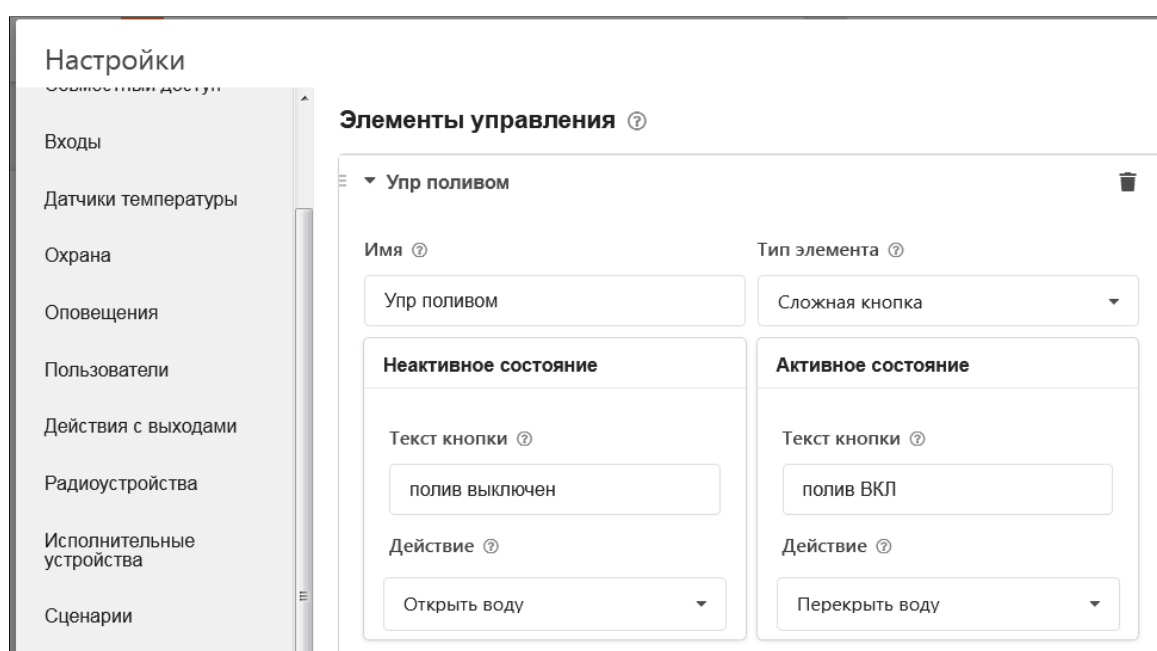 Настройки
Совместный доступ
Входы
Датчики температуры
Охрана
Оповещения
Пользователи
Действия с выходами
Радиоустройства
Исполнительные
устройства
Сценарии
Элементы управления
Упр поливом
Имя
Тип элемента
Упр поливом
Сложная кнопка
Неактивное состояние
Активное состояние
Текст кнопки
Текст кнопки
полив выключен
полив ВКЛ
Действие
Действие
Открыть воду
Перекрыть воду